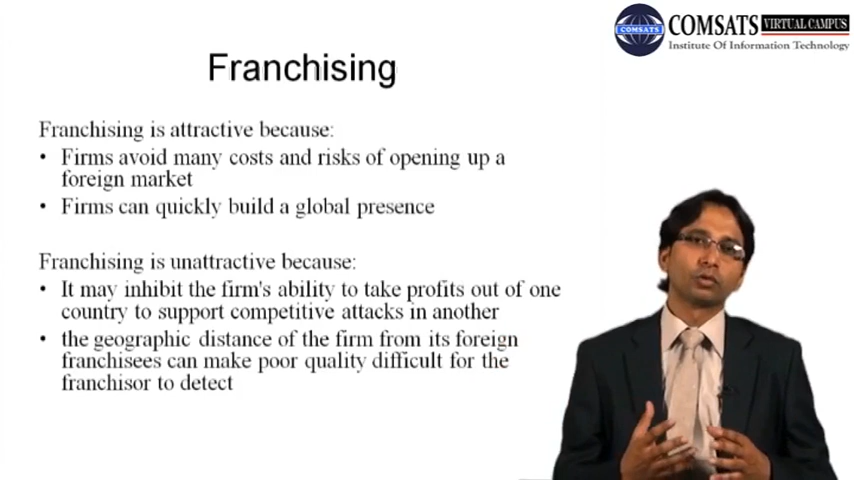 COMSATS VIRTUAL CAMPUS
Institute Of Information Technology
COMSATS
Franchising
Franchising is attractive because:
• Firms avoid many costs and risks of opening up a
foreign market
• Firms can quickly build a global presence
Franchising is unattractive because:
• It may inhibit the firm's ability to take profits out of one
country to support competitive attacks in another
• the geographic distance of the firm from its foreign
franchisees can make poor quality difficult for the
franchisor to detect